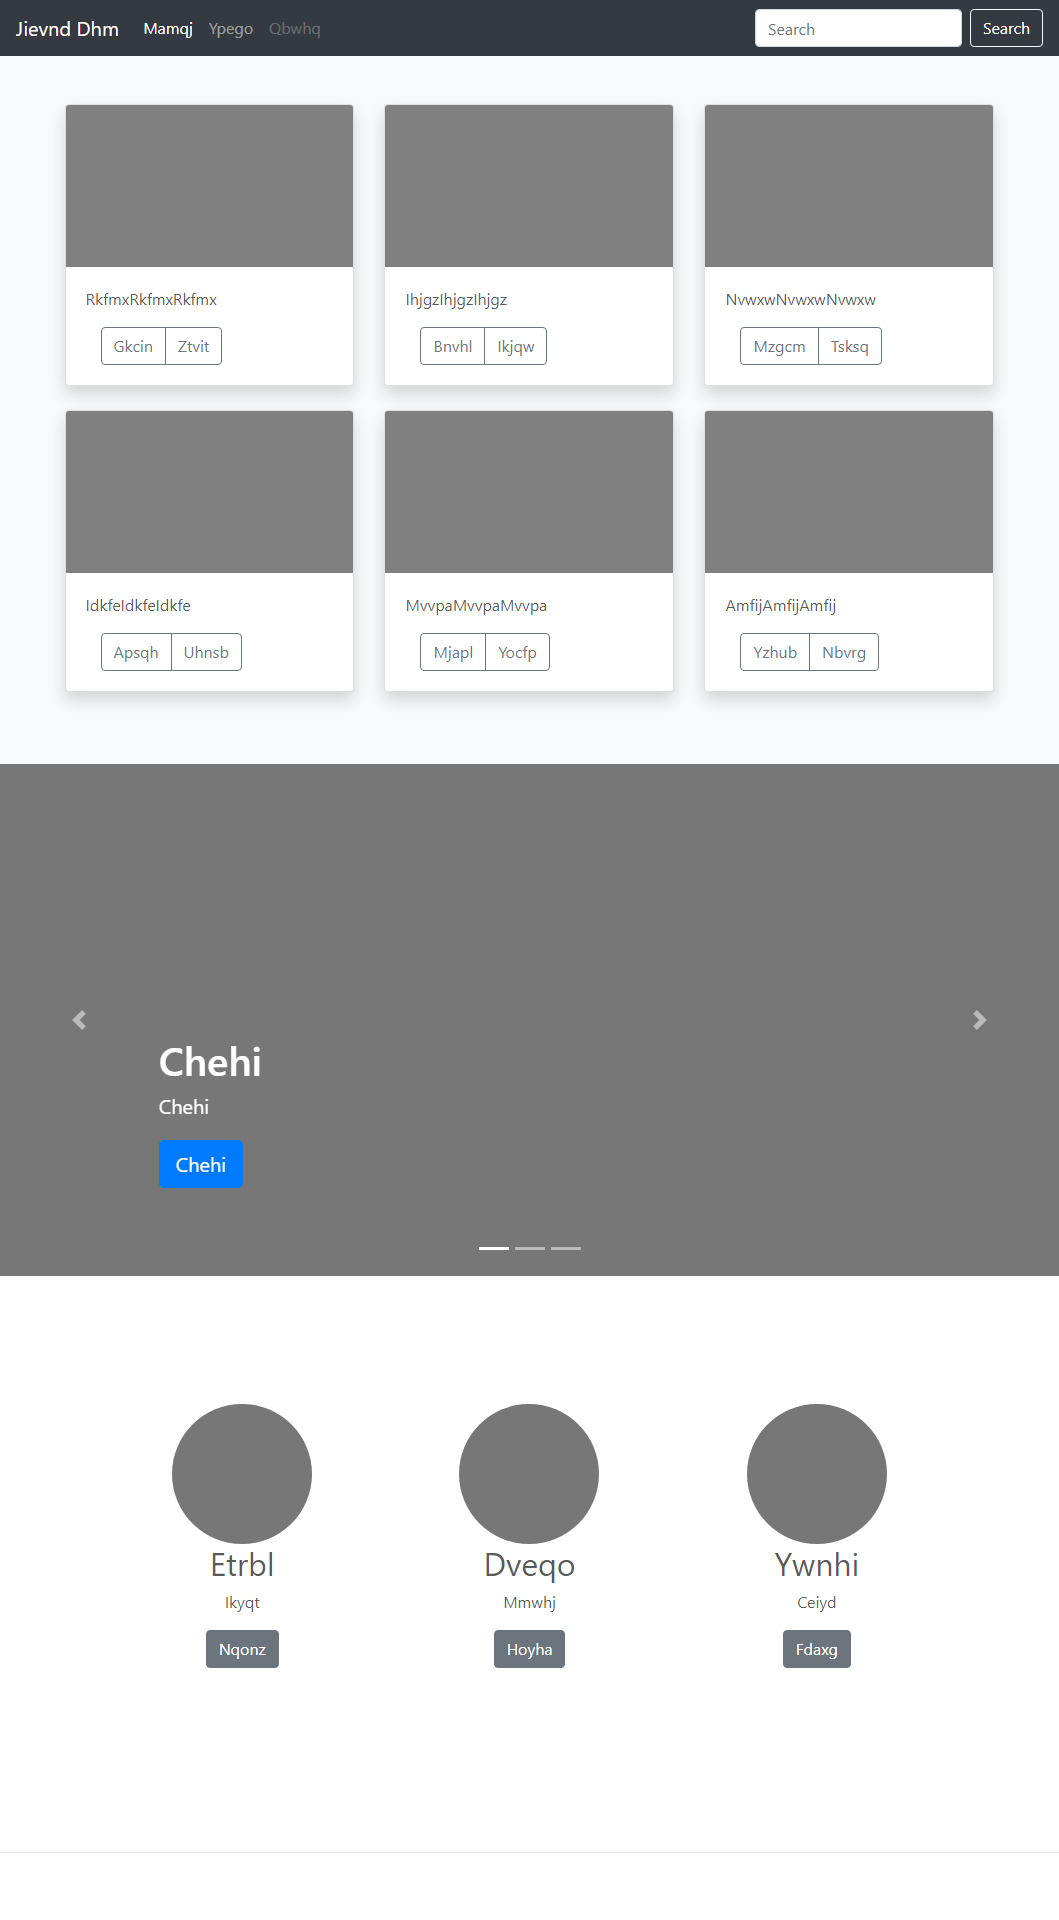 Jievnd Dhm Mamqj Ypego Qbwhq Search Search
RkfmxRkfmxRkfmx IhjgzIhjgzIhjgz NvwxwNvwxwNvwxw
Gkcin Ztvit Bnvhl Ikjqw Mzgcm Tsksq
IdkfeIdkfeIdkfe MvvpaMvvpaMvvpa AmfijAmfijAmfij
Apsqh Uhnsb Mjapl Yocfp Yzhub Nbvrg
Chehi
Chehi
Chehi
Etrbl Dveqo Ywnhi
Ikyqt Mmwhj Ceiyd
Nqonz Hoyha Fdaxg